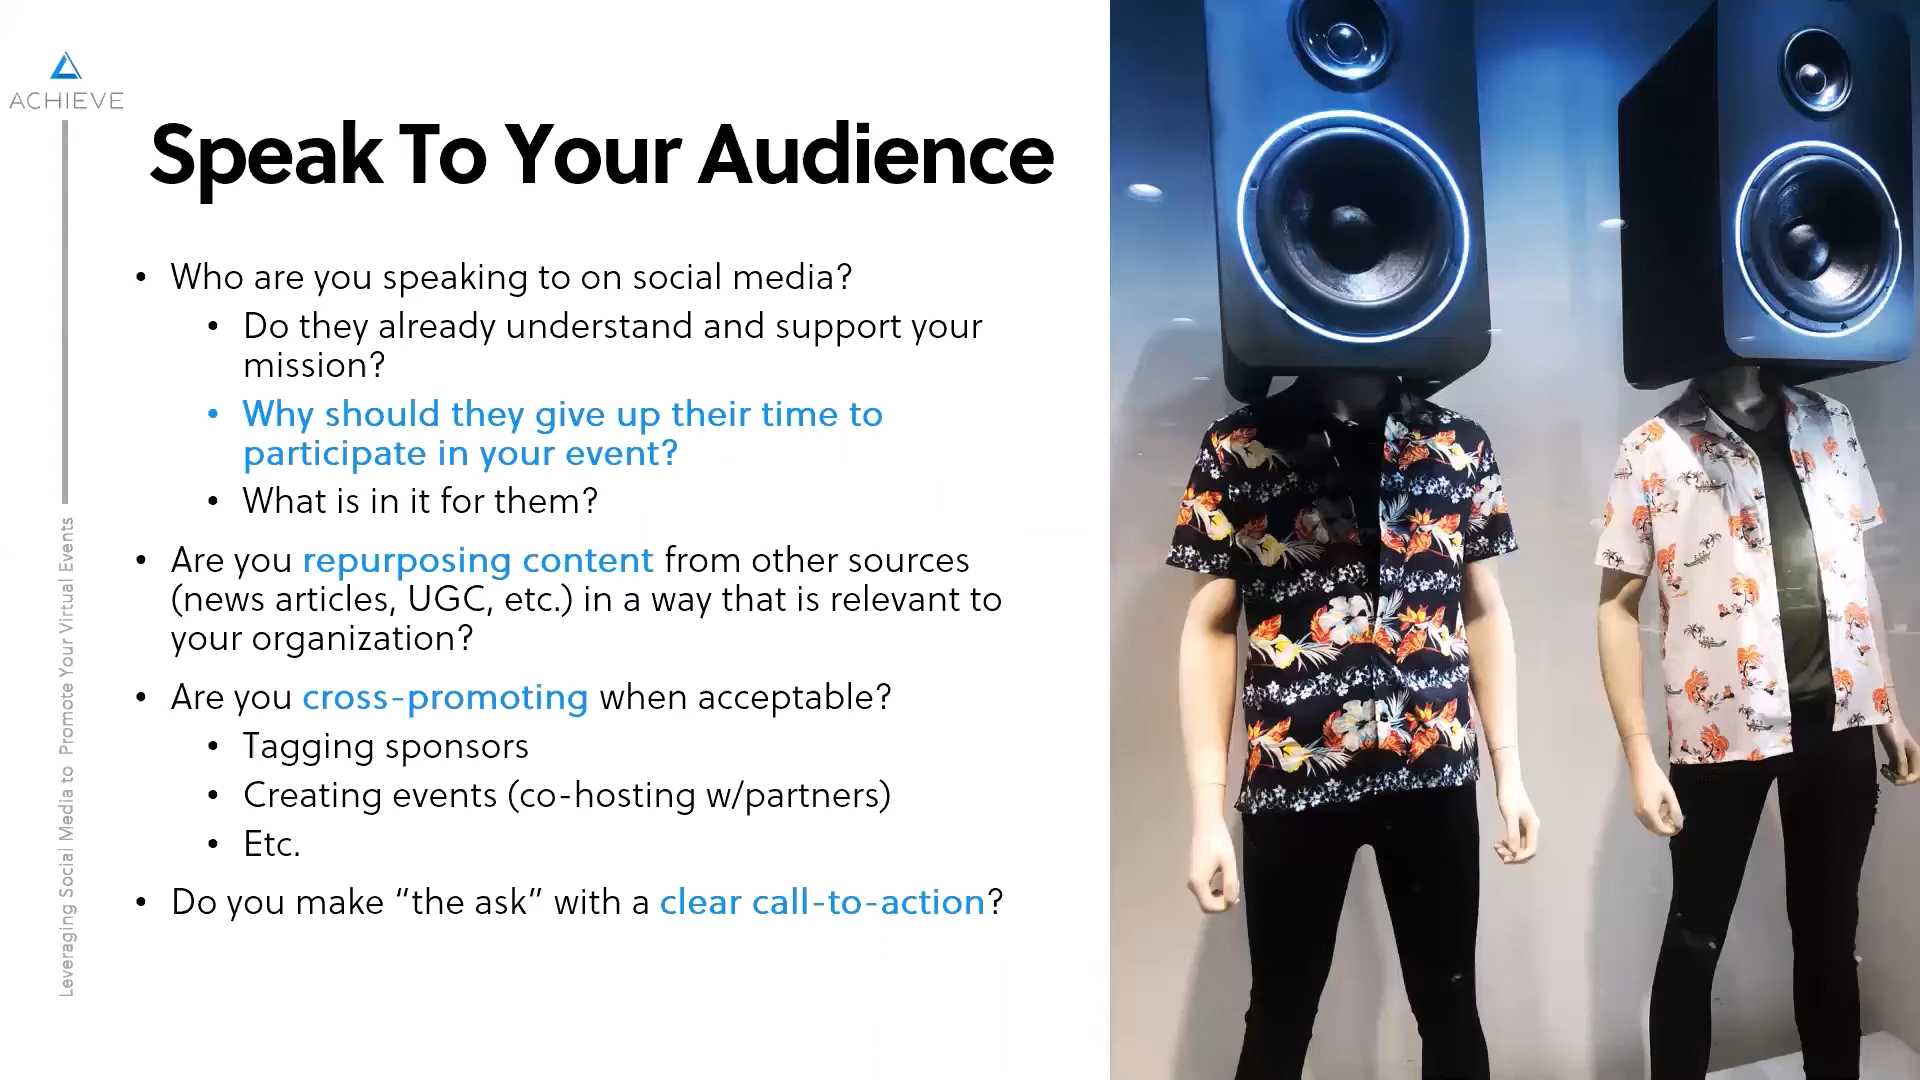 ACHIEVE
Speak To Your Audience
• Who are you speaking to on social media?
• Do they already understand and support your
mission?
• Why should they give up their time to
participate in your event?
• What is in it for them?
• Are you repurposing content from other sources
(news articles, UGC, etc.) in a way that is relevant to
your organization?
• Are you cross-promoting when acceptable?
• Tagging sponsors
• Creating events (co-hosting w/partners)
• Etc.
• Do you make “the ask” with a clear call-to-action?
Leveraging Social Media to Promote Your Virtual Events